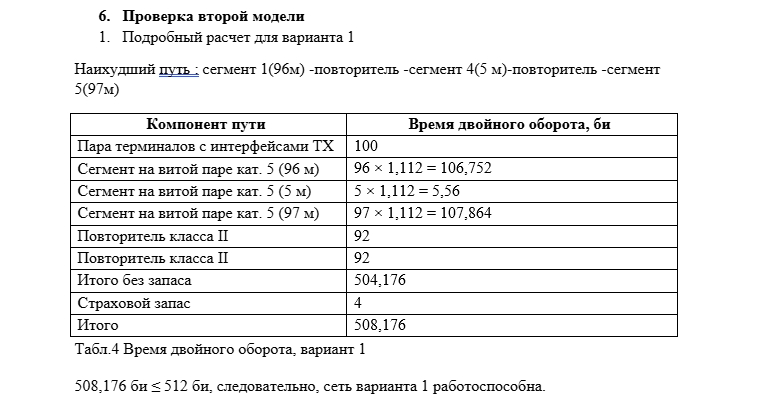 6. Проверка второй модели
1. Подробный расчет для варианта 1
Наихудший путь : сегмент 1(96м) -повторитель -сегмент 4(5 м)-повторитель -сегмент
5(97м)
Компонент пути Время двойного оборота, би
Пара терминалов с интерфейсами TX 100
Сегмент на витой паре кат. 5 (96 м) 96 × 1,112 = 106,752
Сегмент на витой паре кат. 5 (5 м) 5 × 1,112 = 5,56
Сегмент на витой паре кат. 5 (97 м) 97 × 1,112 = 107,864
Повторитель класса II 92
Повторитель класса II 92
Итого без запаса 504,176
Страховой запас 4
Итого 508,176
Табл.4 Время двойного оборота, вариант 1
508,176 би ≤ 512 би, следовательно, сеть варианта 1 работоспособна.